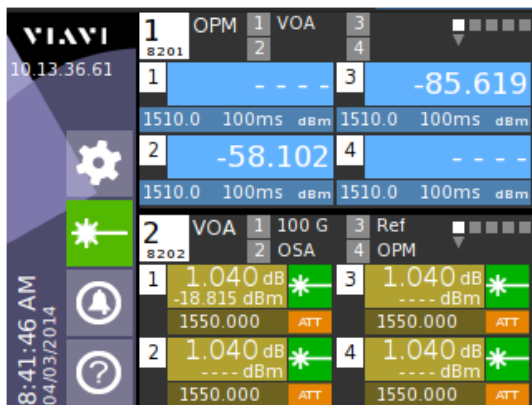 VIAVI
10.13.36.61
8:41:46 AM
04/03/2014
?
1 OPM 1 VOA 3
8201 2 4
1 - - - - 3 -85.619
1510.0 100ms dBm 1510.0 100ms dBm
2 -58.102 4 - - - -
1510.0 100ms dBm 1510.0 100ms dBm
2 VOA 1 100 G 3 Ref
8202 2 OSA 4 OPM
1 1.040 dB 3 1.040 dB
-18.815 dBm - - - - dBm
1550.000 ATT 1550.000 ATT
2 1.040 dB 4 1.040 dB
- - - - dBm - - - - dBm
1550.000 ATT 1550.000 ATT